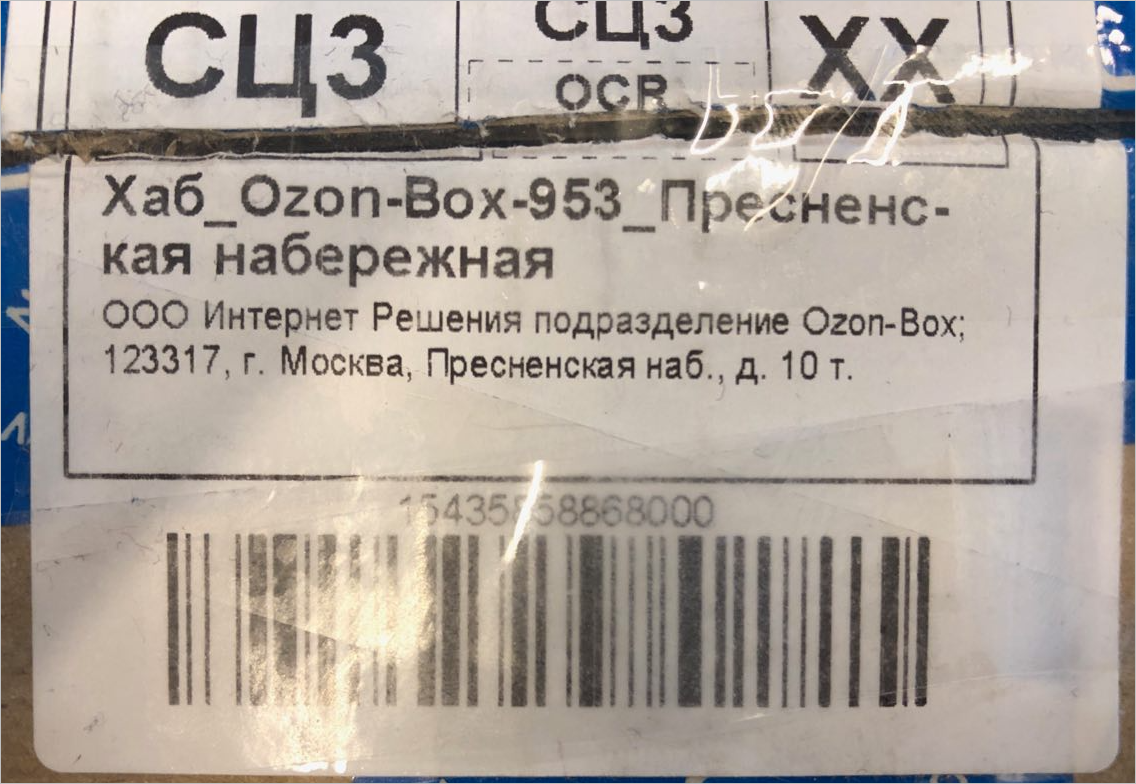 СЦЗ
СЦЗ
OCR
XX
Хаб_Ozon-Box-953_Пресненс-
кая набережная
ООО Интернет Решения подразделение Ozon-Box;
123317, г. Москва, Пресненская наб., д. 10 т.